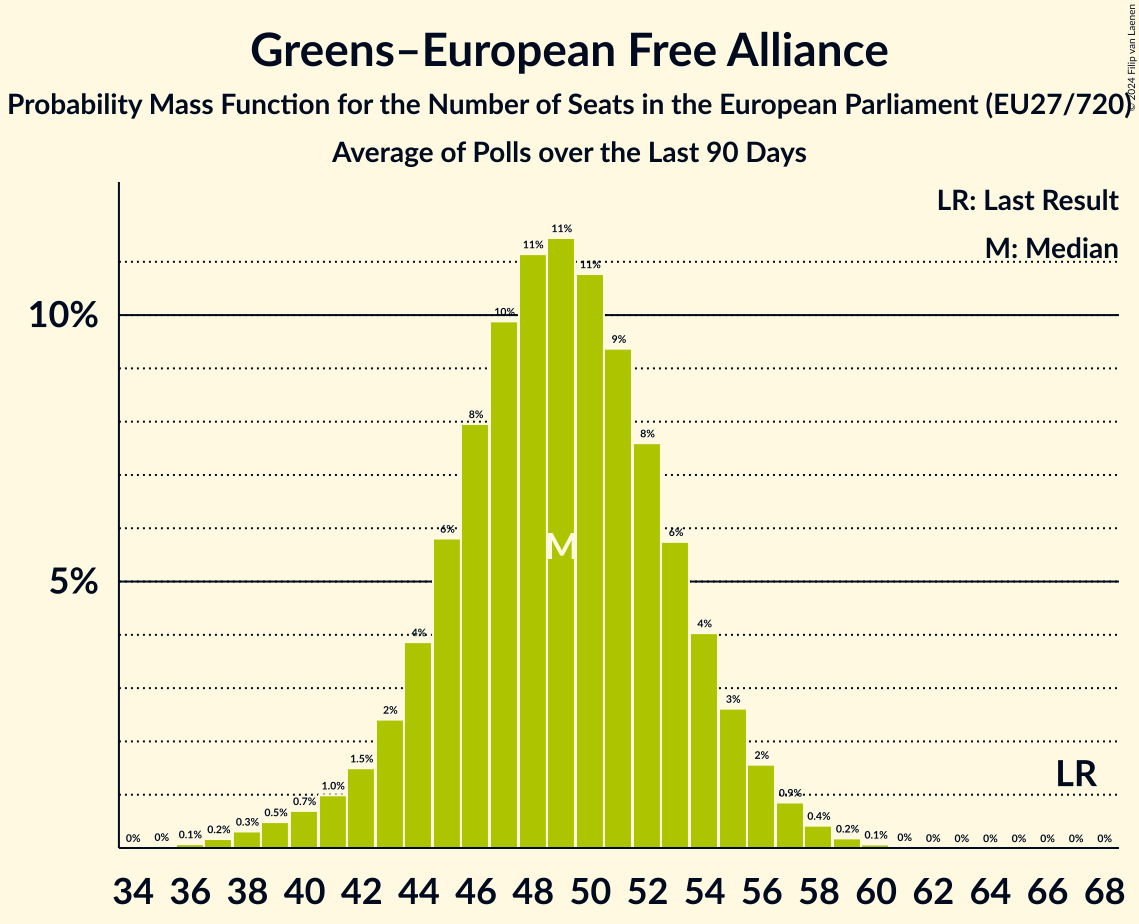 Greens–European Free Alliance
Probability Mass Function for the Number of Seats in the European Parliament (EU27/720)
Average of Polls over the Last 90 Days
© 2024 Filip van Laenen
LR: Last Result
M: Median
10%
5%
0% 0% 0.1% 0.2% 0.3% 0.5% 0.7% 1.0% 1.5% 2% 4% 6% 8% 10% 11% 11% 11% 9% 8% 6% 4% 3% 2% 0.9% 0.4% 0.2% 0.1% 0% 0% 0% 0% 0% 0% 0% 0%
M
LR
34 36 38 40 42 44 46 48 50 52 54 56 58 60 62 64 66 68